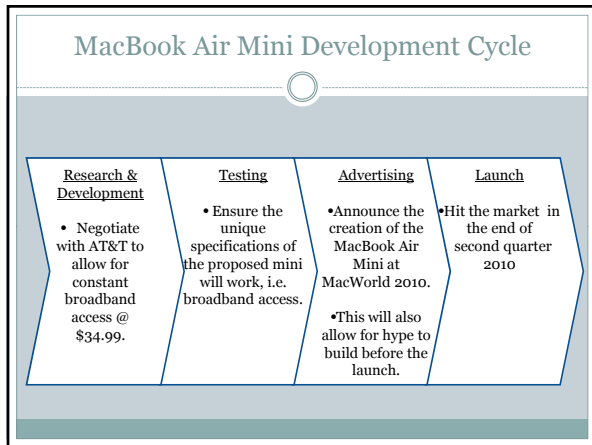 MacBook Air Mini Development Cycle
Research &
Development
• Negotiate
with AT&T to
allow for
constant
broadband
access @
$34.99.
Testing
• Ensure the
unique
specifications of
the proposed mini
will work, i.e.
broadband access.
Advertising
•Announce the
creation of the
MacBook Air
Mini at
MacWorld 2010.
•This will also
allow for hype to
build before the
launch.
Launch
•Hit the market in
the end of
second quarter
2010